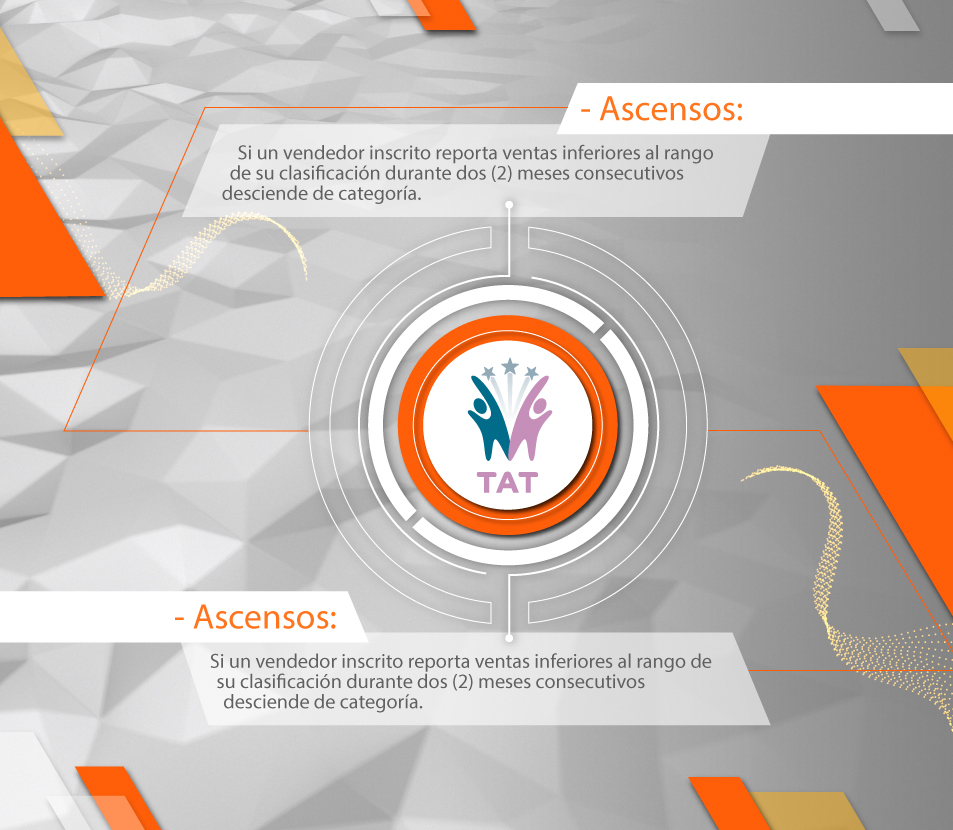 - Ascensos:
Si un vendedor inscrito reporta ventas inferiores al rango
de su clasificación durante dos (2) meses consecutivos
desciende de categoría.
TAT
- Ascensos:
Si un vendedor inscrito reporta ventas inferiores al rango de
su clasificación durante dos (2) meses consecutivos
desciende de categoría.